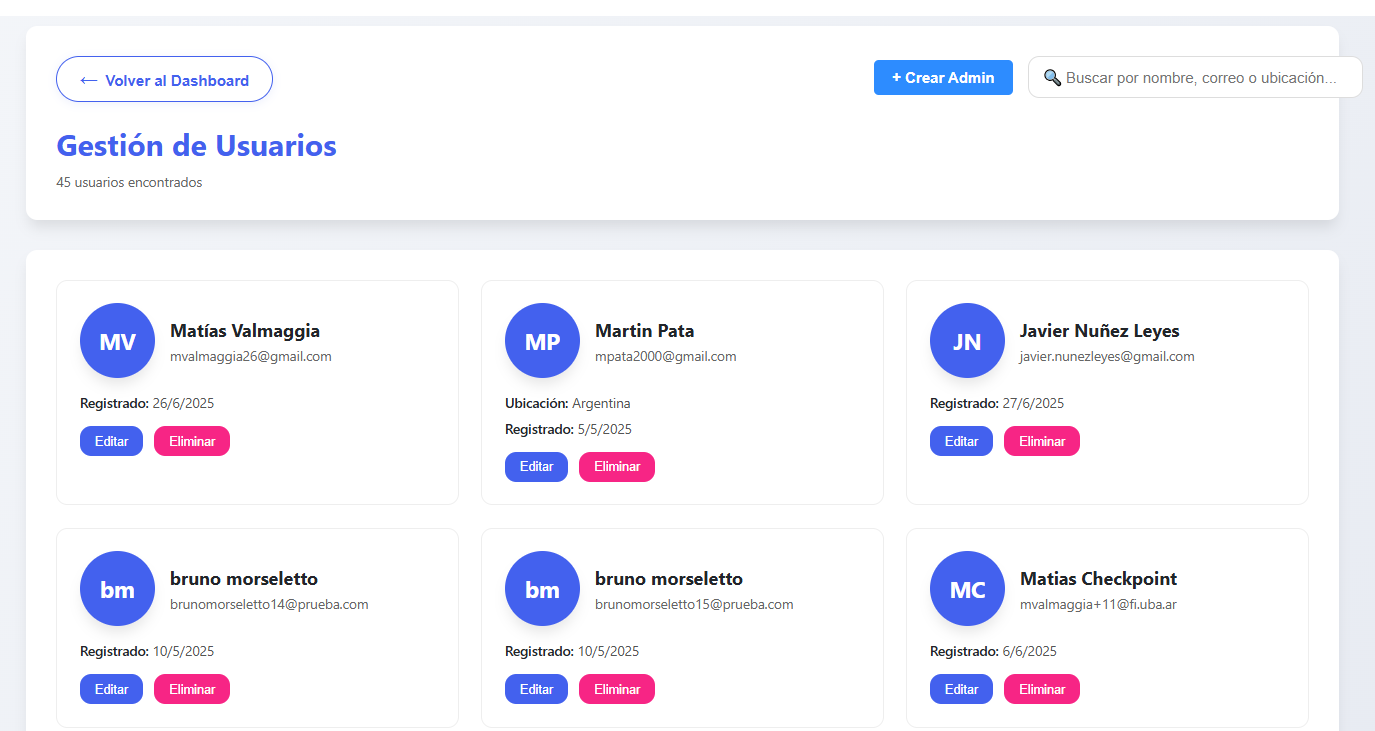 ← Volver al Dashboard
+ Crear Admin
🔍 Buscar por nombre, correo o ubicación...
Gestión de Usuarios
45 usuarios encontrados
MV
Matías Valmaggia
mvalmaggia26@gmail.com
Registrado: 26/6/2025
Editar Eliminar
MP
Martin Pata
mpata2000@gmail.com
Ubicación: Argentina
Registrado: 5/5/2025
Editar Eliminar
JN
Javier Nuñez Leyes
javier.nunezleyes@gmail.com
Registrado: 27/6/2025
Editar Eliminar
bm
bruno morseletto
brunomorseletto14@prueba.com
Registrado: 10/5/2025
Editar Eliminar
bm
bruno morseletto
brunomorseletto15@prueba.com
Registrado: 10/5/2025
Editar Eliminar
MC
Matias Checkpoint
mvalmaggia+11@fi.uba.ar
Registrado: 6/6/2025
Editar Eliminar